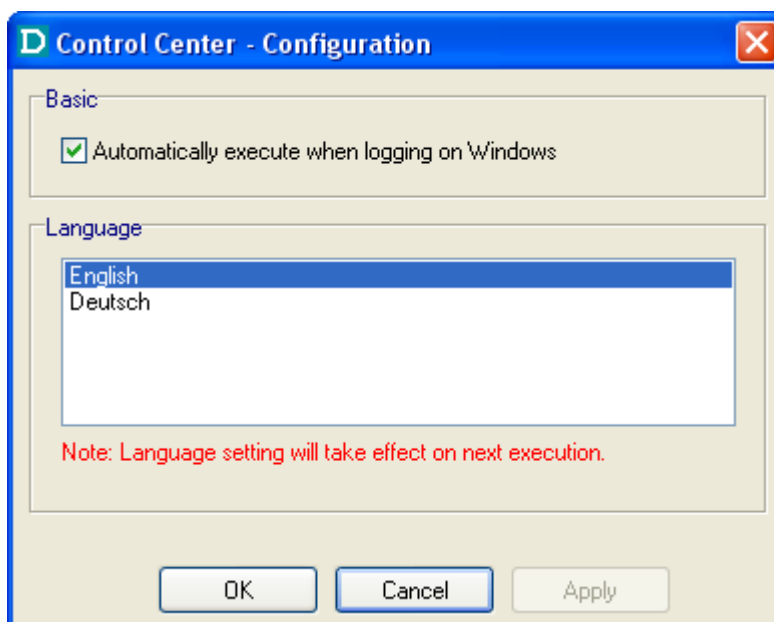 D Control Center - Configuration
Basic
Automatically execute when logging on Windows
Language
English
Deutsch
Note: Language setting will take effect on next execution.
OK Cancel Apply